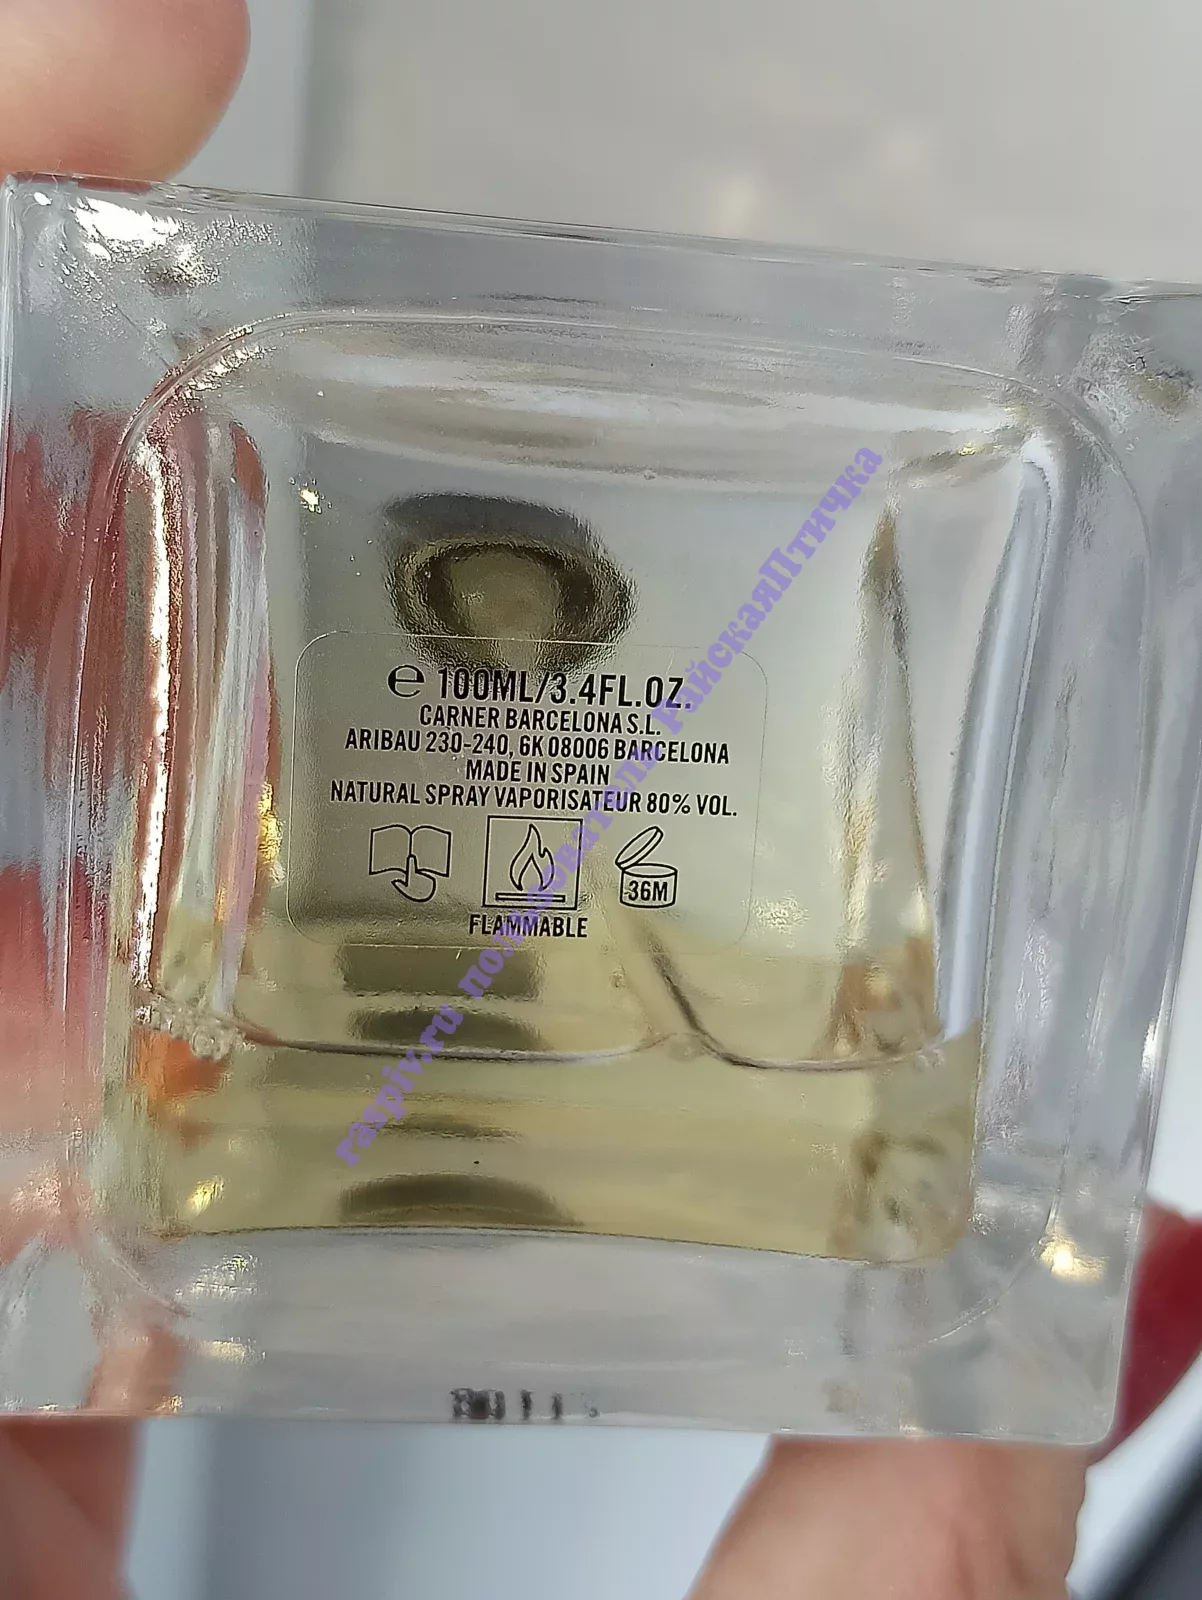 ℮ 100ML/3.4FL.OZ.
CARNER BARCELONA S.L.
ARIBAU 230-240, 6K 08006 BARCELONA
MADE IN SPAIN
NATURAL SPRAY VAPORISATEUR 80% VOL.
36M
FLAMMABLE
raspiv.ru пользователь РайскаяПтичка